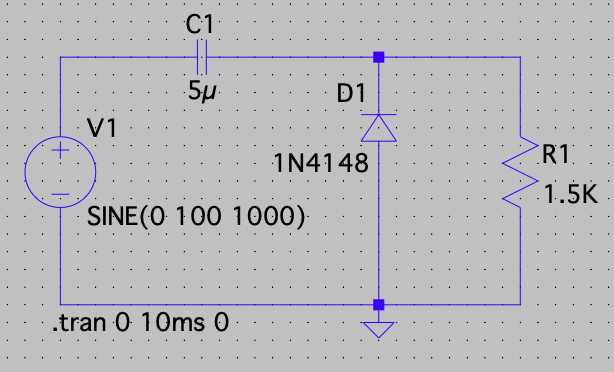 C1
5µ
D1
V1
1N4148
R1
1.5K
SINE(0 100 1000)
.tran 0 10ms 0